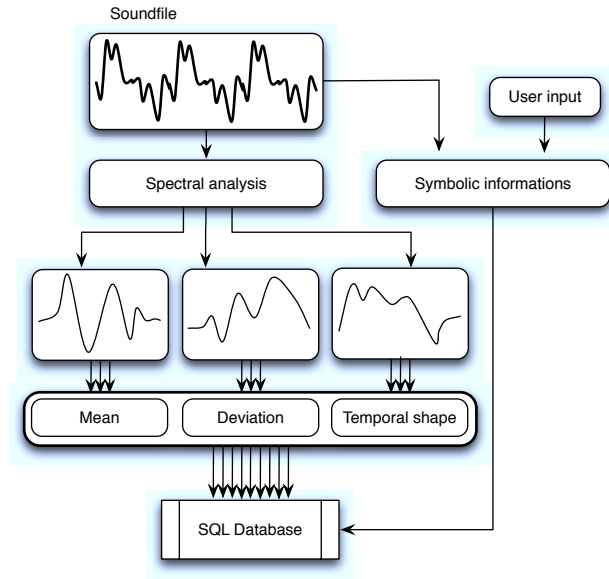 Soundfile
User input
Spectral analysis
Symbolic informations
Mean
Deviation
Temporal shape
SQL Database